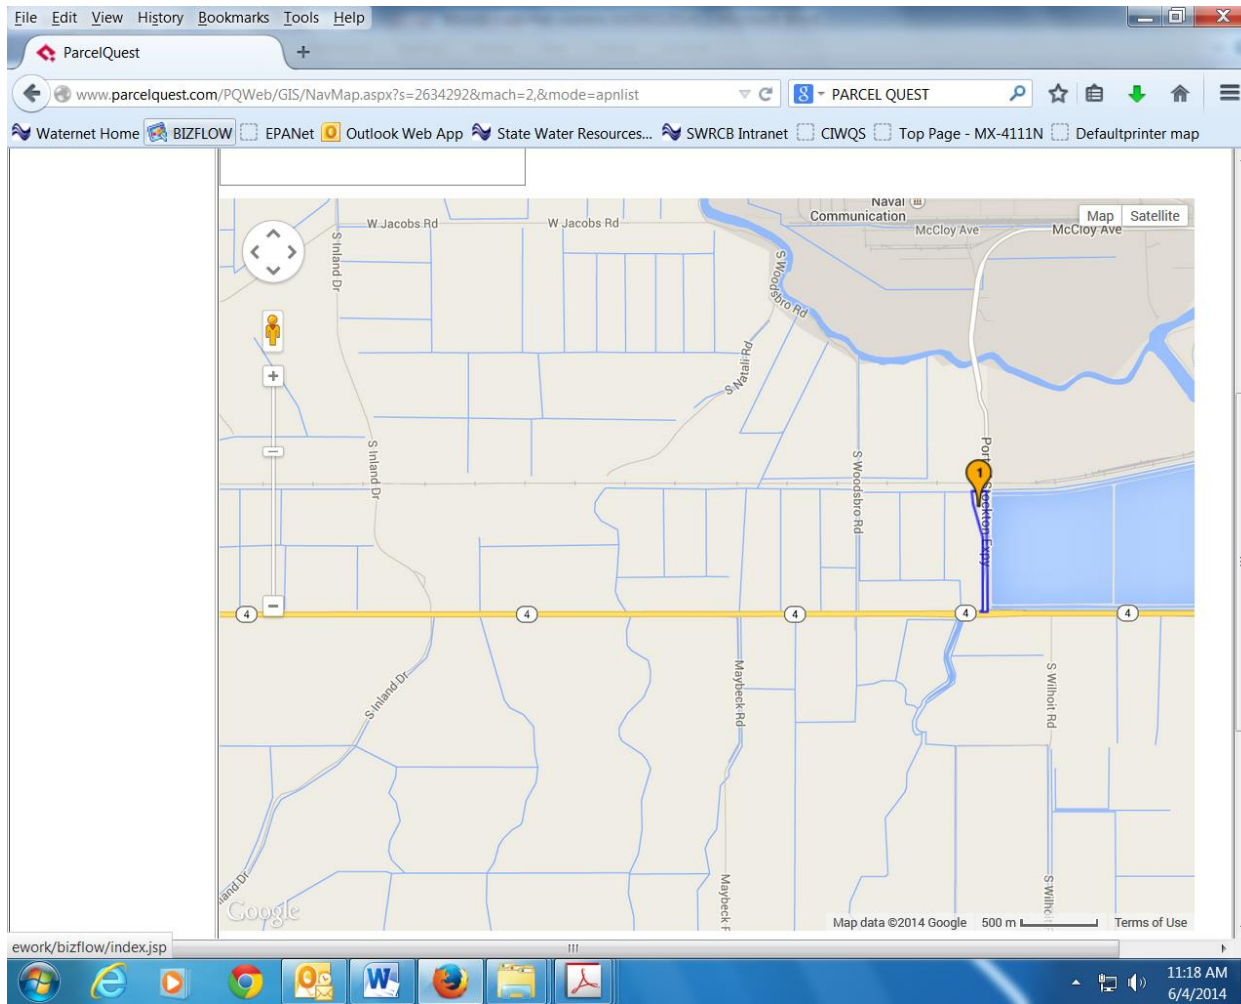 File Edit View History Bookmarks Tools Help
ParcelQuest
www.parcelquest.com/PQWeb/GIS/NavMap.aspx?s=2634292&mach=2,&mode=apnlist
PARCEL QUEST
Waternet Home BIZFLOW EPANet Outlook Web App State Water Resources... SWRCB Intranet CIWQS Top Page - MX-4111N Defaultprinter map
Naval
Communication
Map Satellite
W Jacobs Rd
W Jacobs Rd
McCloy Ave
McCloy Ave
S Inland Dr
S Woodsbro Rd
S Natali Rd
S Inland Dr
S Woodsbro Rd
1
Port Stockton Expy
4
4
4
4
4
S Inland Dr
Maybeck Rd
S Wilhoit Rd
Maybeck
S Wilhoit
Google
Map data ©2014 Google 500 m Terms of Use
ework/bizflow/index.jsp
11:18 AM
6/4/2014